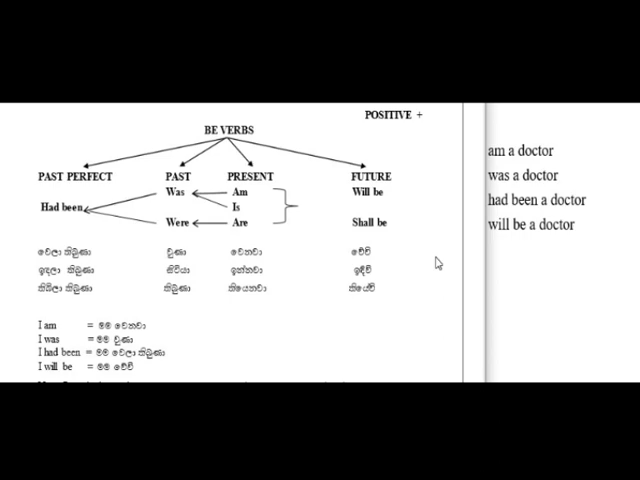 POSITIVE +
BE VERBS
PAST PERFECT PAST PRESENT FUTURE
Was Am Will be
Had been Is
Were Are Shall be
වෙලා තිබුණා වුණා වෙනවා වේවි
ඉඳලා තිබුණා සිටියා ඉන්නවා ඉඳීවි
තිබිලා තිබුණා තිබුණා තියෙනවා තියේවි
I am = මම වෙනවා
I was = මම වුණා
I had been = මම වෙලා තිබුණා
I will be = මම වේවි
am a doctor
was a doctor
had been a doctor
will be a doctor